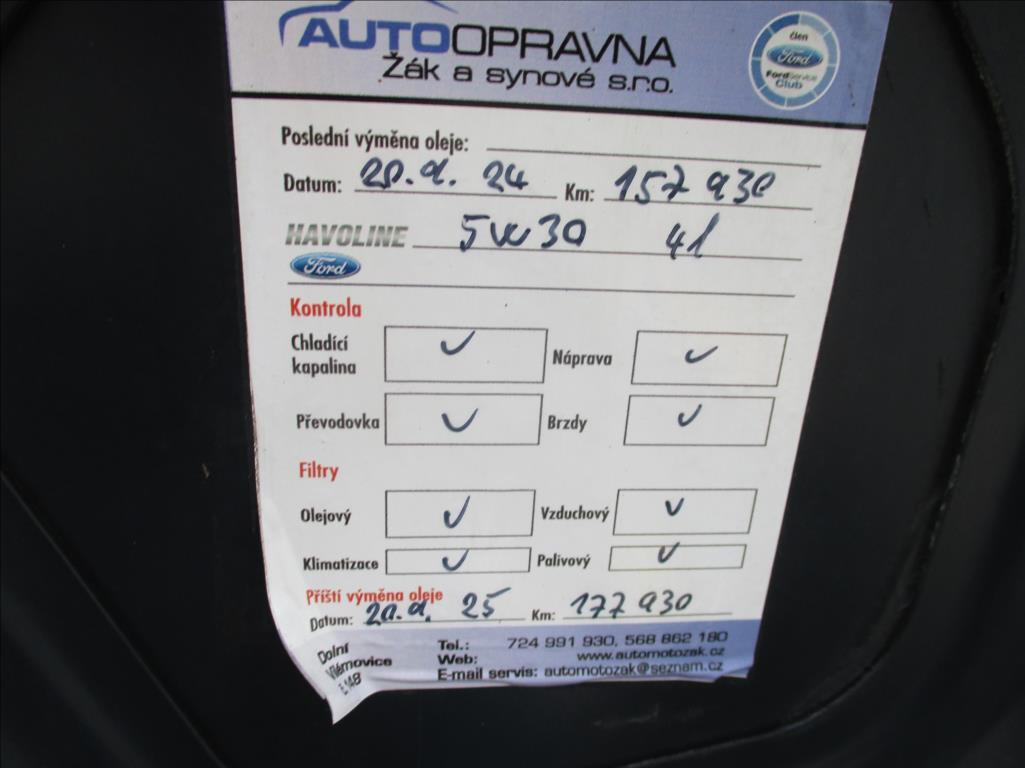 AUTOOPRAVNA
Žák a synové s.r.o.
člen
Ford
FordService
Club
Poslední výměna oleje:
Datum: 20.9. 24 Km: 157 930
HAVOLINE 5W30 4l
Ford
Kontrola
Chladící kapalina ✓ Náprava ✓
Převodovka ✓ Brzdy ✓
Filtry
Olejový ✓ Vzduchový ✓
Klimatizace ✓ Palivový ✓
Příští výměna oleje
Datum: 20.9. 25 Km: 177 930
Dolní
Vilémovice
č. 148
Tel.: 724 991 930, 568 862 180
Web: www.automotozak.cz
E-mail servis: automotozak@seznam.cz